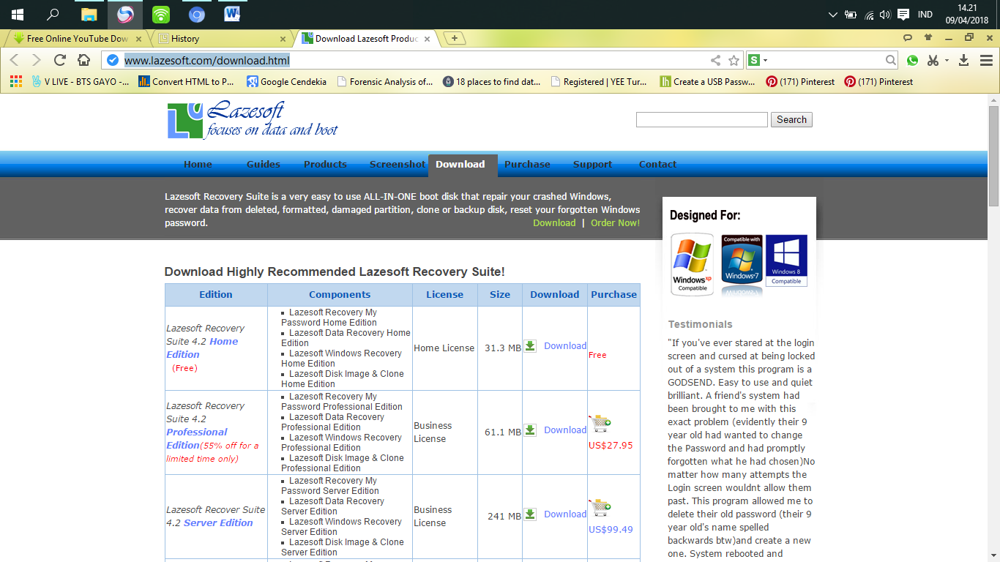 14.21
IND
09/04/2018
Free Online YouTube Dow
History
Download Lazesoft Produc
www.lazesoft.com/download.html
S
V LIVE - BTS GAYO -...
Convert HTML to P...
Google Cendekia
Forensic Analysis of...
18 places to find dat...
Registered | YEE Tur...
Create a USB Passw...
(171) Pinterest
(171) Pinterest
Lazesoft
focuses on data and boot
Search
Home
Guides
Products
Screenshot
Download
Purchase
Support
Contact
Lazesoft Recovery Suite is a very easy to use ALL-IN-ONE boot disk that repair your crashed Windows,
recover data from deleted, formatted, damaged partition, clone or backup disk, reset your forgotten Windows
password.
Download | Order Now!
Designed For:
Windows xp
Compatible
Compatible with
Windows 7
Windows 8
Compatible
Download Highly Recommended Lazesoft Recovery Suite!
Edition
Components
License
Size
Download
Purchase
Lazesoft Recovery
Suite 4.2 Home
Edition
(Free)
Lazesoft Recovery My
Password Home Edition
Lazesoft Data Recovery Home
Edition
Lazesoft Windows Recovery
Home Edition
Lazesoft Disk Image & Clone
Home Edition
Home License
31.3 MB
Download
Free
Lazesoft Recovery
Suite 4.2
Professional
Edition(55% off for a
limited time only)
Lazesoft Recovery My
Password Professional Edition
Lazesoft Data Recovery
Professional Edition
Lazesoft Windows Recovery
Professional Edition
Lazesoft Disk Image & Clone
Professional Edition
Business
License
61.1 MB
Download
US$27.95
Lazesoft Recover Suite
4.2 Server Edition
Lazesoft Recovery My
Password Server Edition
Lazesoft Data Recovery
Server Edition
Lazesoft Windows Recovery
Server Edition
Lazesoft Disk Image & Clone
Server Edition
Business
License
241 MB
Download
US$99.49
Testimonials
"If you've ever stared at the login
screen and cursed at being locked
out of a system this program is a
GODSEND. Easy to use and quiet
brilliant. A friend's system had
been brought to me with this
exact problem (evidently their 9
year old had wanted to change
the Password and had promptly
forgotten what he had chosen)No
matter how many attempts the
Login screen wouldnt allow them
past. This program allowed me to
delete their old password (their 9
year old's name spelled
backwards btw)and create a new
one. System rebooted and